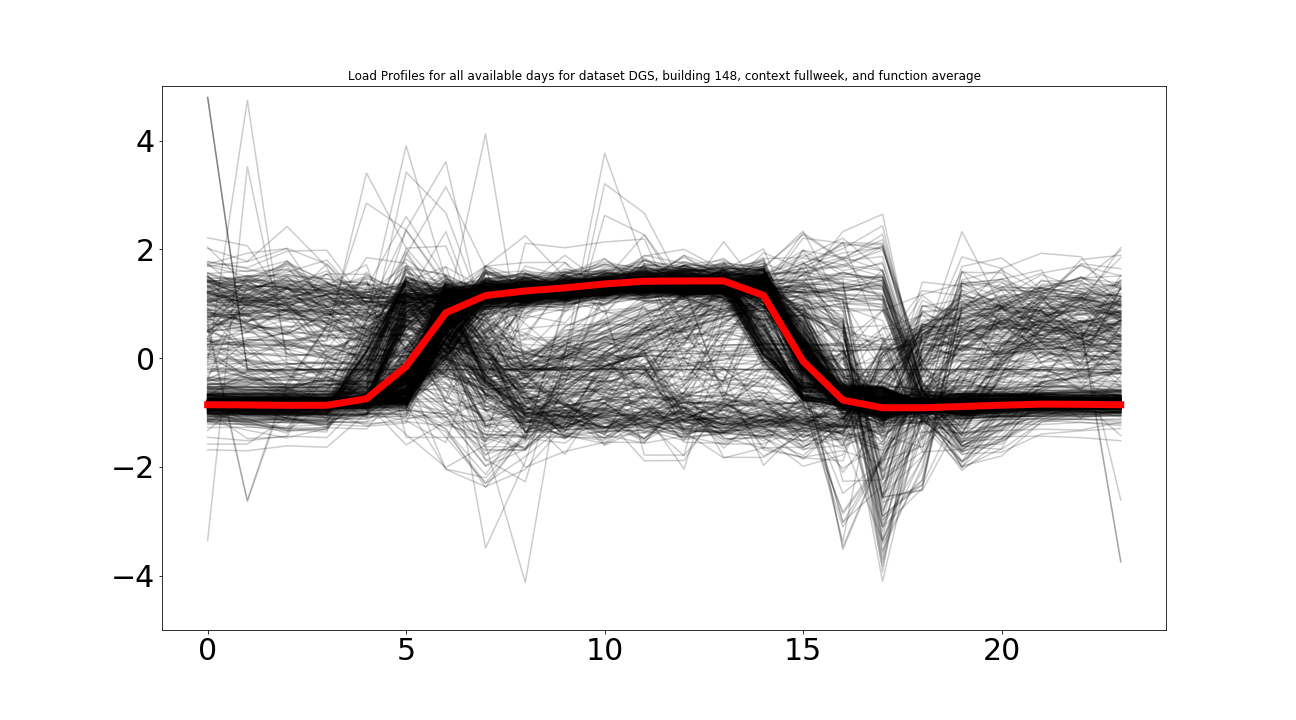 Load Profiles for all available days for dataset DGS, building 148, context fullweek, and function average
4
2
0
−2
−4
0 5 10 15 20